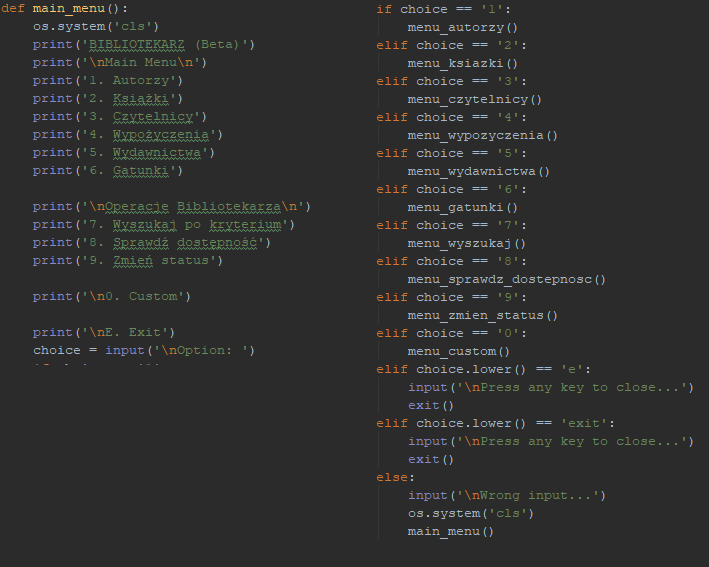 def main_menu():
    os.system('cls')
    print('BIBLIOTEKARZ (Beta)')
    print('\nMain Menu\n')
    print('1. Autorzy')
    print('2. Książki')
    print('3. Czytelnicy')
    print('4. Wypożyczenia')
    print('5. Wydawnictwa')
    print('6. Gatunki')
    print('\nOperacje Bibliotekarza\n')
    print('7. Wyszukaj po kryterium')
    print('8. Sprawdź dostępność')
    print('9. Zmień status')
    print('\n0. Custom')
    print('\nE. Exit')
    choice = input('\nOption: ')
if choice == '1':
    menu_autorzy()
elif choice == '2':
    menu_ksiazki()
elif choice == '3':
    menu_czytelnicy()
elif choice == '4':
    menu_wypozyczenia()
elif choice == '5':
    menu_wydawnictwa()
elif choice == '6':
    menu_gatunki()
elif choice == '7':
    menu_wyszukaj()
elif choice == '8':
    menu_sprawdz_dostepnosc()
elif choice == '9':
    menu_zmien_status()
elif choice == '0':
    menu_custom()
elif choice.lower() == 'e':
    input('\nPress any key to close...')
    exit()
elif choice.lower() == 'exit':
    input('\nPress any key to close...')
    exit()
else:
    input('\nWrong input...')
    os.system('cls')
    main_menu()